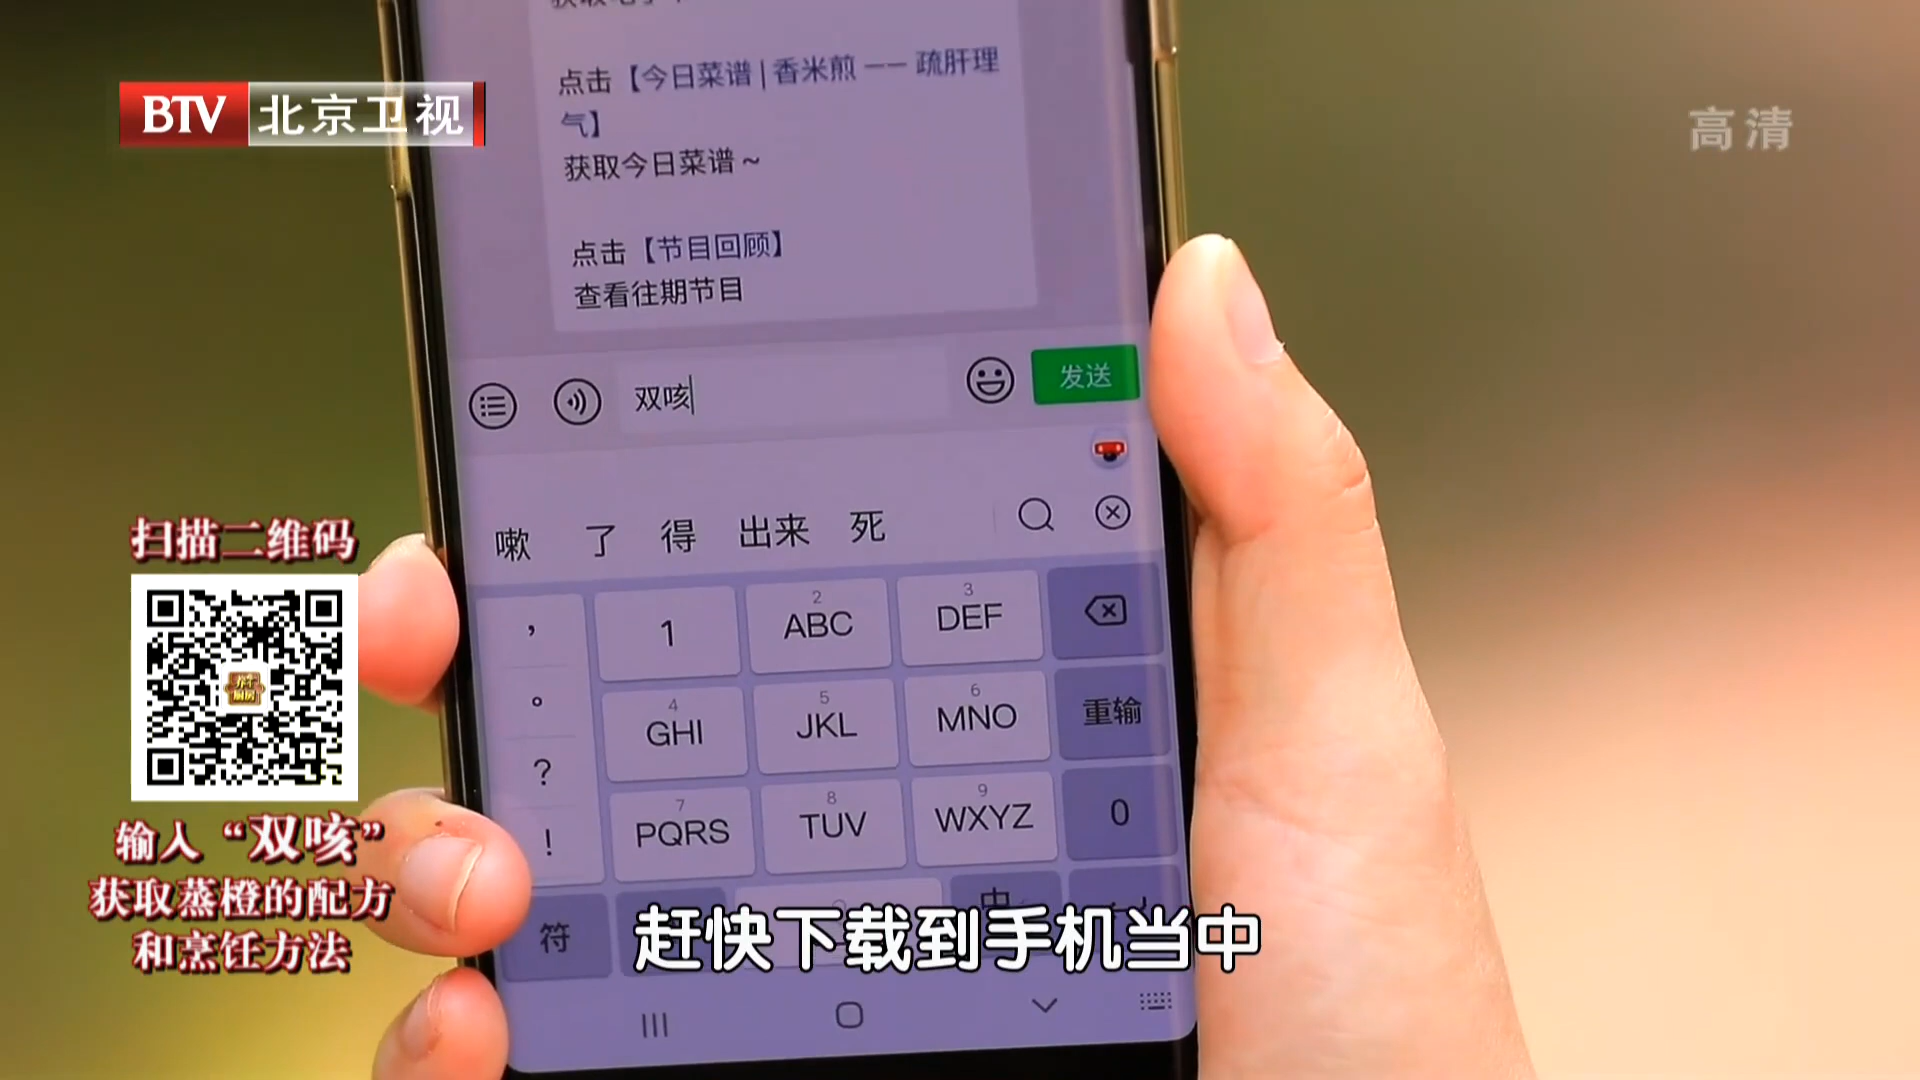 BTV 北京卫视
高清
点击【今日菜谱 | 香米煎 —— 疏肝理
气】
获取今日菜谱~
点击【节目回顾】
查看往期节目
双咳
发送
嗽 了 得 出来 死
，
1
2
ABC
3
DEF
。
4
GHI
5
JKL
6
MNO
重输
?
7
PQRS
8
TUV
9
WXYZ
0
!
符
中
扫描二维码
养生
厨房
输入“双咳”
获取蒸橙的配方
和烹饪方法
赶快下载到手机当中